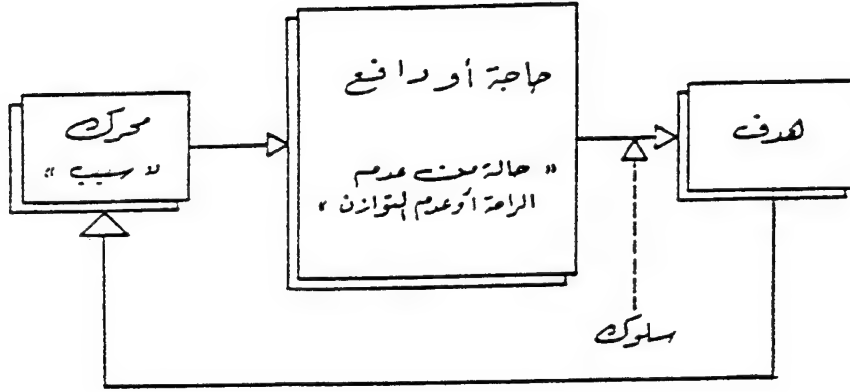 حاجة أو دافع
محرك
« سبب »
« حالة من عدم
الراحة أو عدم التوازن »
هدف
سلوك